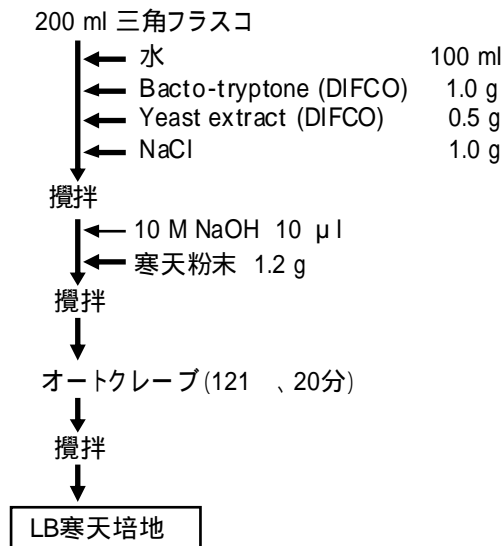 200 ml 三角フラスコ
水 100 ml
Bacto-tryptone (DIFCO) 1.0 g
Yeast extract (DIFCO) 0.5 g
NaCl 1.0 g
攪拌
10 M NaOH 10 μl
寒天粉末 1.2 g
攪拌
オートクレーブ(121 、20分)
攪拌
LB寒天培地